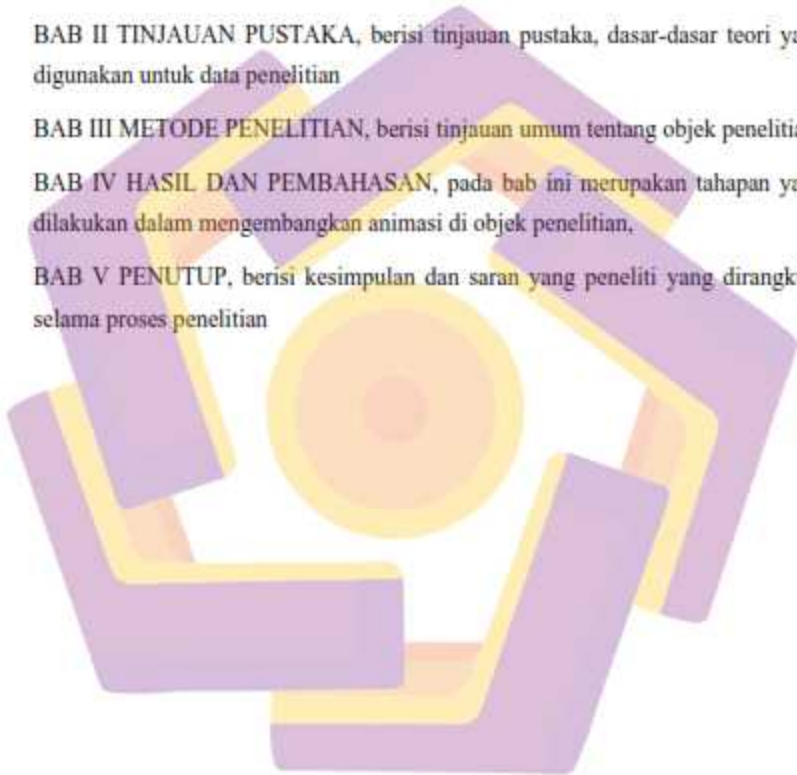 BAB II TINJAUAN PUSTAKA, berisi tinjauan pustaka, dasar-dasar teori ya
digunakan untuk data penelitian
BAB III METODE PENELITIAN, berisi tinjauan umum tentang objek penelitia
BAB IV HASIL DAN PEMBAHASAN, pada bab ini merupakan tahapan ya
dilakukan dalam mengembangkan animasi di objek penelitian,
BAB V PENUTUP, berisi kesimpulan dan saran yang peneliti yang dirangku
selama proses penelitian